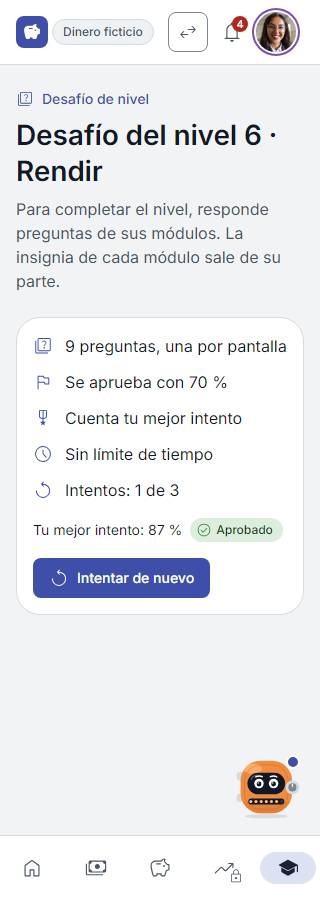 Dinero ficticio
4
Desafío de nivel
Desafío del nivel 6 ·
Rendir
Para completar el nivel, responde
preguntas de sus módulos. La
insignia de cada módulo sale de su
parte.
9 preguntas, una por pantalla
Se aprueba con 70 %
Cuenta tu mejor intento
Sin límite de tiempo
Intentos: 1 de 3
Tu mejor intento: 87 % Aprobado
Intentar de nuevo